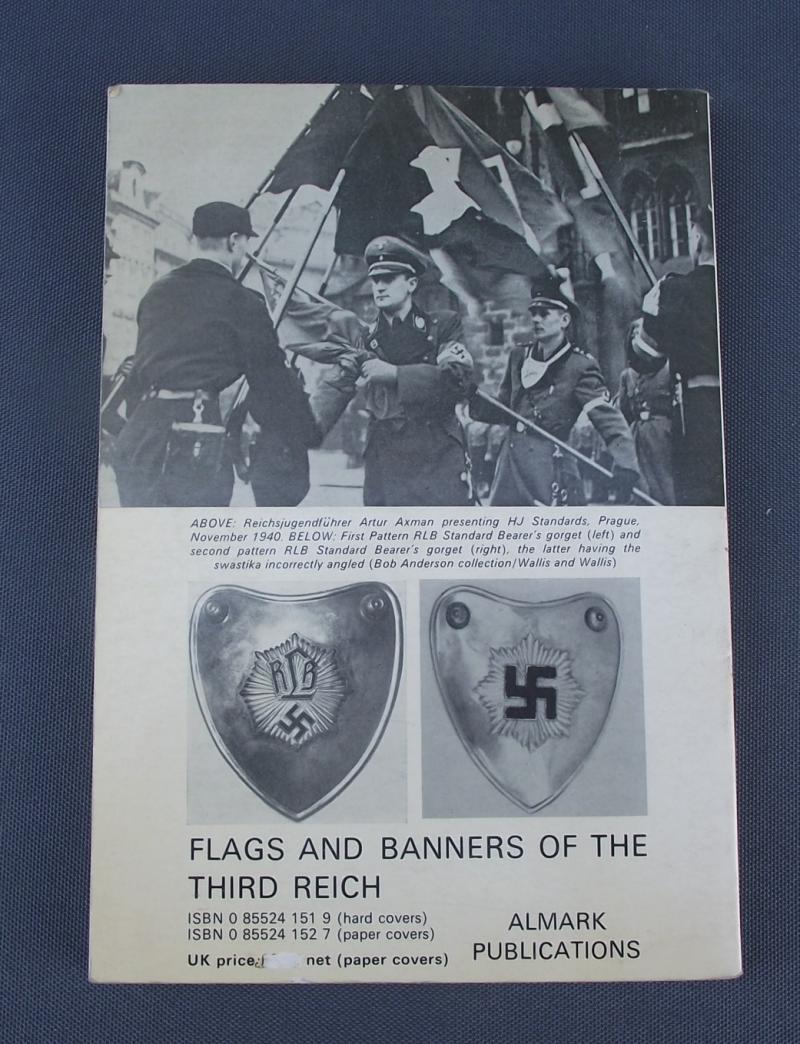 ABOVE: Reichsjugendführer Artur Axman presenting HJ Standards, Prague,
November 1940. BELOW: First Pattern RLB Standard Bearer's gorget (left) and
second pattern RLB Standard Bearer's gorget (right), the latter having the
swastika incorrectly angled (Bob Anderson collection/Wallis and Wallis)
RLB
FLAGS AND BANNERS OF THE
THIRD REICH
ISBN 0 85524 151 9 (hard covers)
ISBN 0 85524 152 7 (paper covers)
UK price: net (paper covers)
ALMARK
PUBLICATIONS